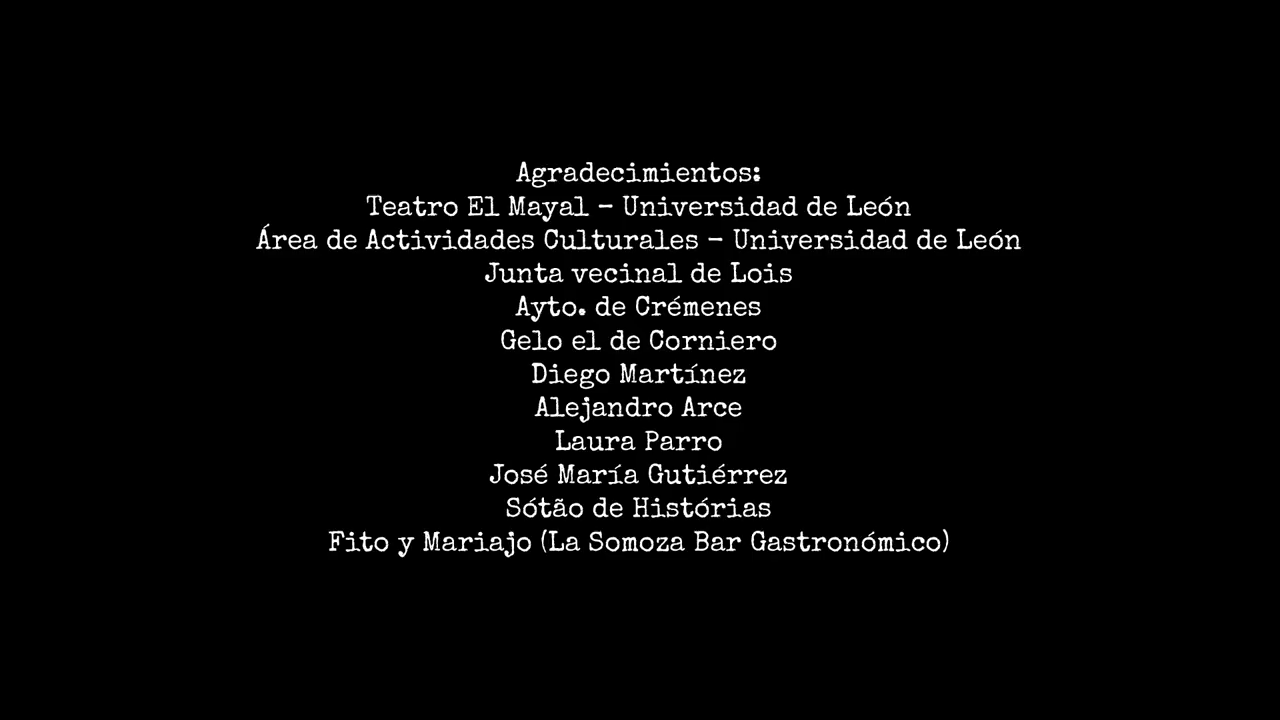 Agradecimientos:
Teatro El Mayal - Universidad de León
Área de Actividades Culturales - Universidad de León
Junta vecinal de Lois
Ayto. de Crémenes
Gelo el de Corniero
Diego Martínez
Alejandro Arce
Laura Parro
José María Gutiérrez
Sótão de Histórias
Fito y Mariajo (La Somoza Bar Gastronómico)